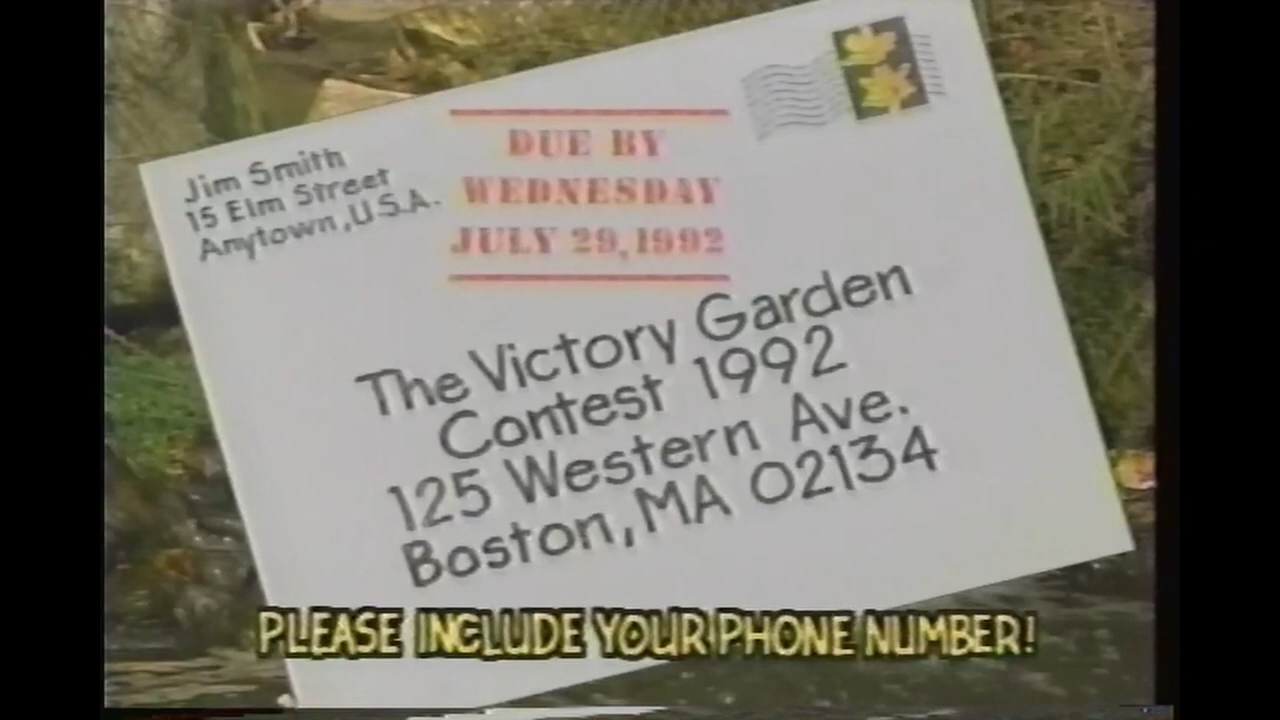 Jim Smith
15 Elm Street
Anytown, U.S.A.
DUE BY
WEDNESDAY
JULY 29, 1992
The Victory Garden
Contest 1992
125 Western Ave.
Boston, MA 02134
PLEASE INCLUDE YOUR PHONE NUMBER!